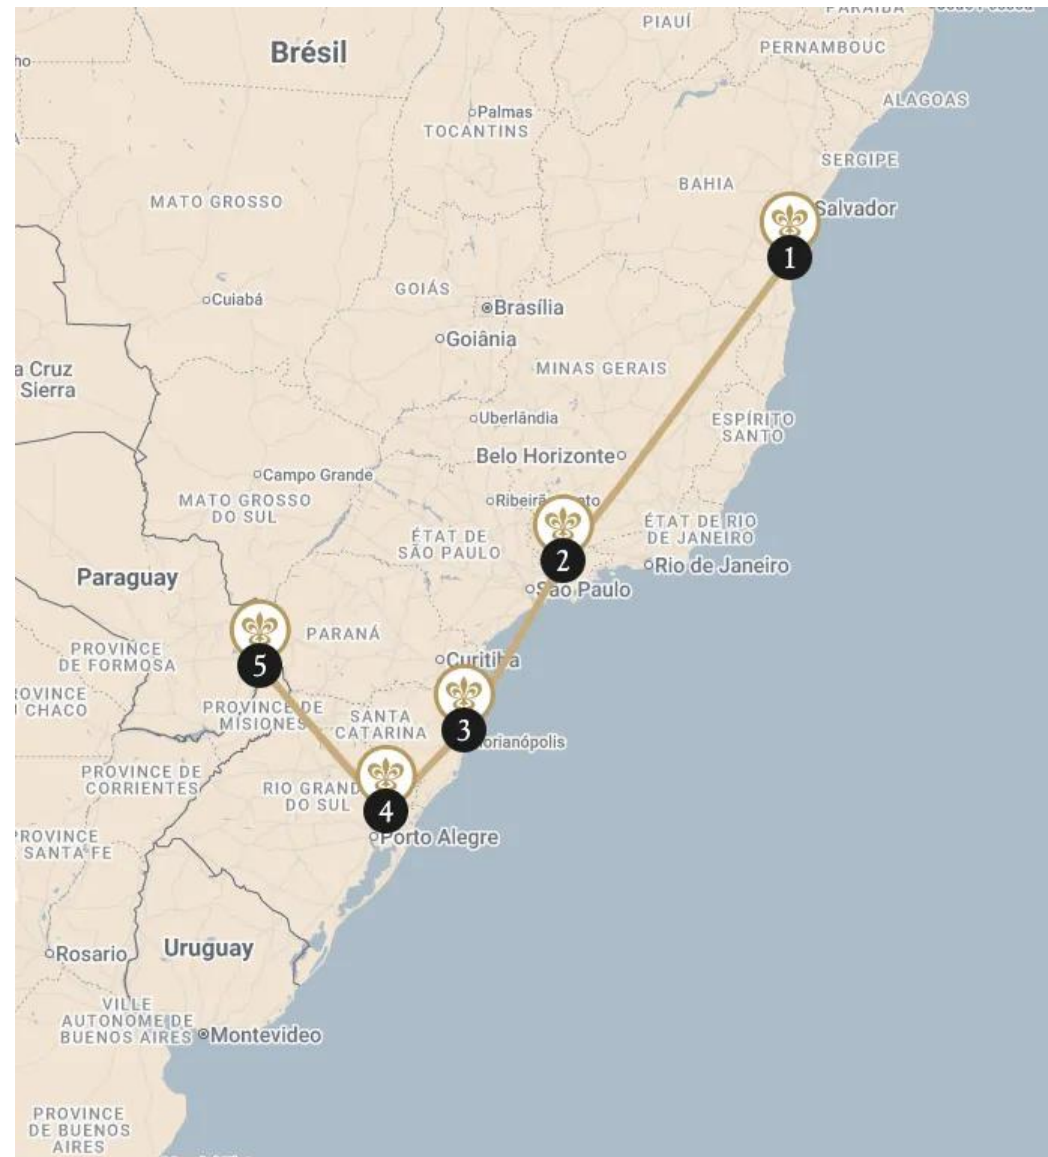 PIAUÍ
Brésil
PERNAMBOUC
ALAGOAS
Palmas
TOCANTINS
SERGIPE
BAHIA
MATO GROSSO
Salvador
1
GOIÁS
Cuiabá
Brasília
Goiânia
a Cruz
Sierra
MINAS GERAIS
Uberlândia
ESPÍRITO
SANTO
Belo Horizonte
Campo Grande
MATO GROSSO
DO SUL
ÉTAT DE
SÃO PAULO
ÉTAT DE RIO
DE JANEIRO
2
Rio de Janeiro
Paraguay
São Paulo
PARANÁ
PROVINCE
DE FORMOSA
5
Curitiba
OVINCE
CHACO
PROVINCE DE
MISIONES
SANTA
CATARINA
3
lorianópolis
PROVINCE DE
CORRIENTES
RIO GRAND
DO SUL
4
Porto Alegre
PROVINCE
SANTA FE
Rosario
Uruguay
VILLE
AUTONOME DE
BUENOS AIRES
Montevideo
PROVINCE
DE BUENOS
AIRES